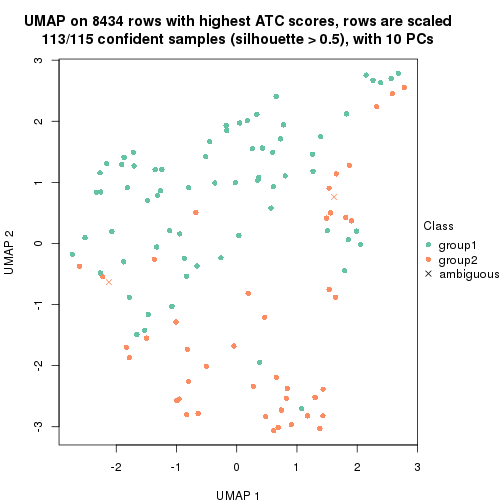 UMAP on 8434 rows with highest ATC scores, rows are scaled
113/115 confident samples (silhouette > 0.5), with 10 PCs
3
2
1
0
-1
-2
-3
UMAP 2
-2
-1
0
1
2
3
UMAP 1
Class
group1
group2
ambiguous